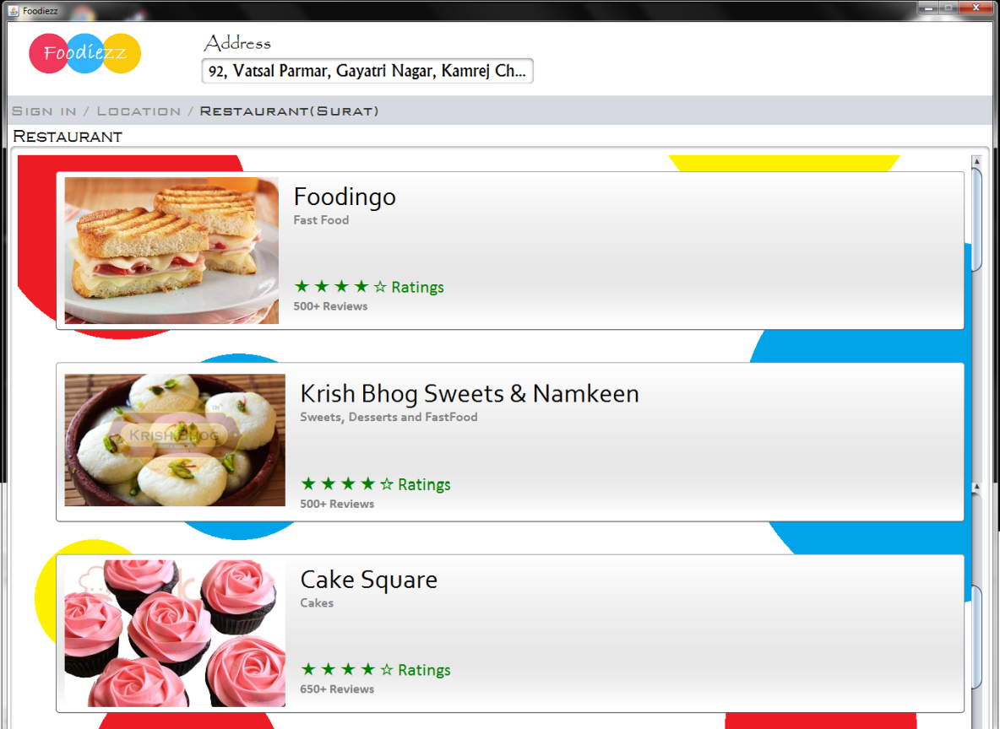 Foodiezz
Foodiezz
Address
92, Vatsal Parmar, Gayatri Nagar, Kamrej Ch...
Sign in / Location / Restaurant(Surat)
Restaurant
Foodingo
Fast Food
★ ★ ★ ★ ☆ Ratings
500+ Reviews
Krish Bhog
Krish Bhog Sweets & Namkeen
Sweets, Desserts and FastFood
★ ★ ★ ★ ☆ Ratings
500+ Reviews
Cake Square
Cakes
★ ★ ★ ★ ☆ Ratings
650+ Reviews